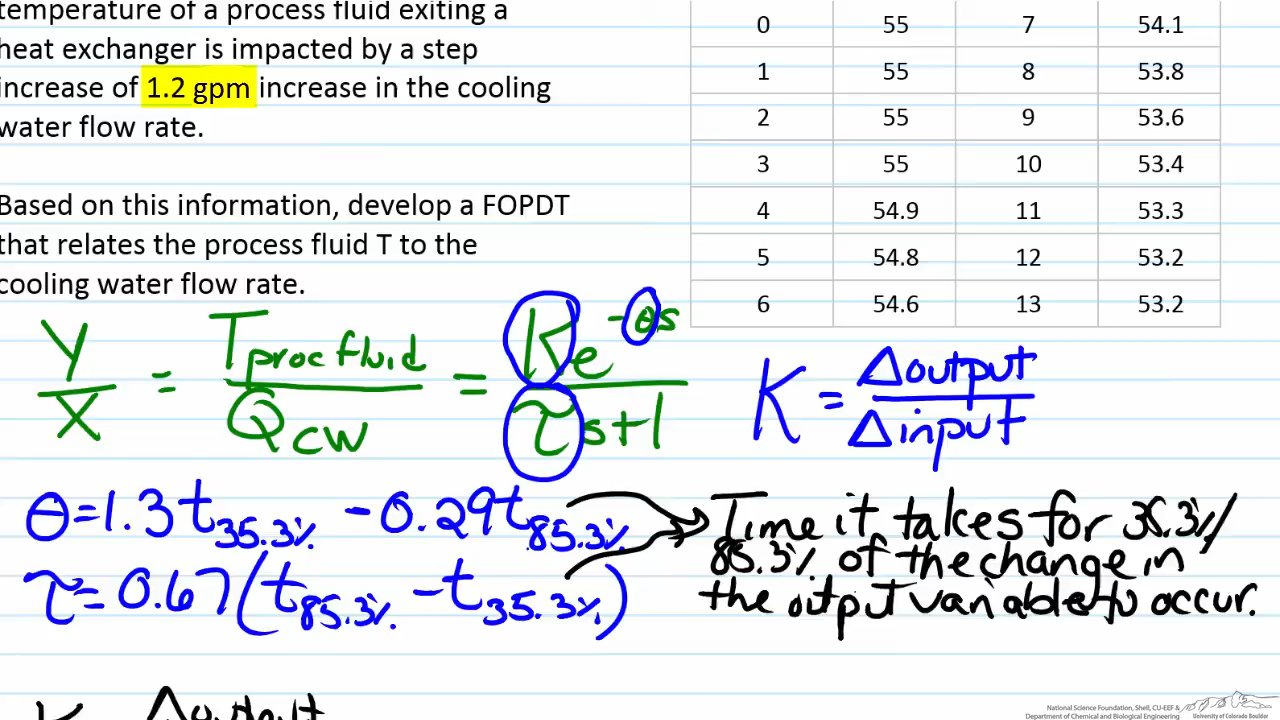 temperature of a process fluid exiting a
heat exchanger is impacted by a step
increase of 1.2 gpm increase in the cooling
water flow rate.
Based on this information, develop a FOPDT
that relates the process fluid T to the
cooling water flow rate.
0 55 7 54.1
1 55 8 53.8
2 55 9 53.6
3 55 10 53.4
4 54.9 11 53.3
5 54.8 12 53.2
6 54.6 13 53.2
Y/X = T proc fluid/Q CW = Ke^-θs/τs+1
K = Δoutput/Δinput
θ=1.3t35.3% -0.29t85.3%
τ=0.67(t85.3% -t35.3%)
Time it takes for 35.3%/
85.3% of the change in
the output variable to occur.
K Δoutput
National Science Foundation, Shell, CU-EEF &
Department of Chemical and Biological Engineering
University of Colorado Boulder